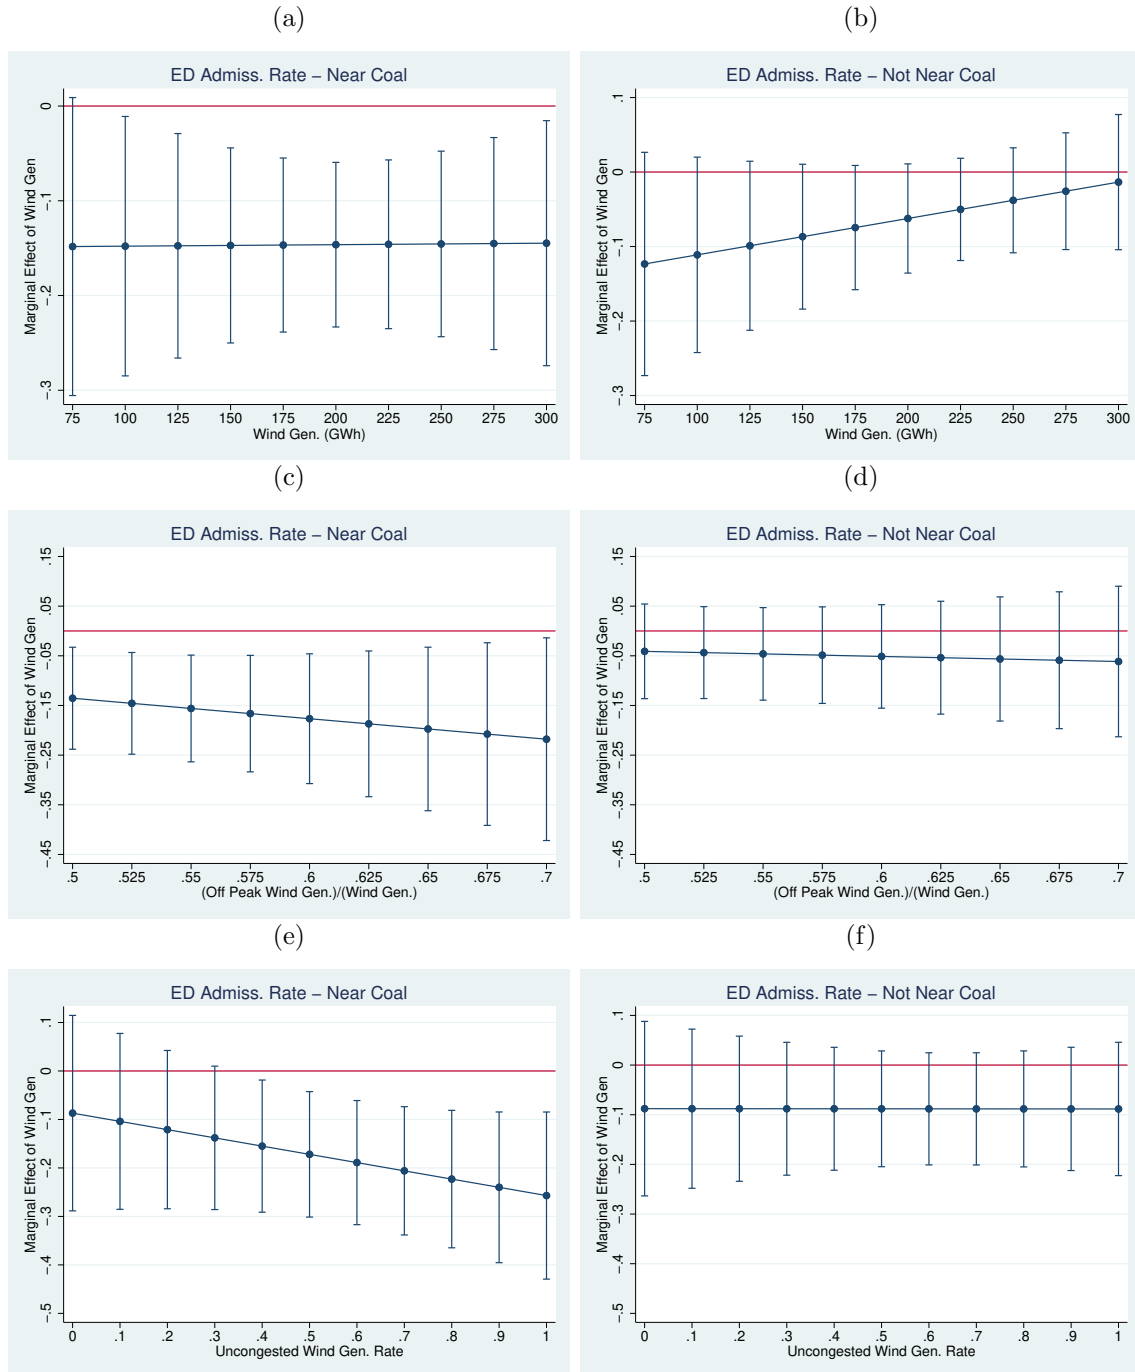 (a)
ED Admiss. Rate – Near Coal
Marginal Effect of Wind Gen
0
-.1
-.2
-.3
75 100 125 150 175 200 225 250 275 300
Wind Gen. (GWh)
(b)
ED Admiss. Rate – Not Near Coal
Marginal Effect of Wind Gen
.1
0
-.1
-.2
-.3
75 100 125 150 175 200 225 250 275 300
Wind Gen. (GWh)
(c)
ED Admiss. Rate – Near Coal
Marginal Effect of Wind Gen
.15
.05
-.05
-.15
-.25
-.35
-.45
.5 .525 .55 .575 .6 .625 .65 .675 .7
(Off Peak Wind Gen.)/(Wind Gen.)
(d)
ED Admiss. Rate – Not Near Coal
Marginal Effect of Wind Gen
.15
.05
-.05
-.15
-.25
-.35
-.45
.5 .525 .55 .575 .6 .625 .65 .675 .7
(Off Peak Wind Gen.)/(Wind Gen.)
(e)
ED Admiss. Rate – Near Coal
Marginal Effect of Wind Gen
.1
0
-.1
-.2
-.3
-.4
-.5
0 .1 .2 .3 .4 .5 .6 .7 .8 .9 1
Uncongested Wind Gen. Rate
(f)
ED Admiss. Rate – Not Near Coal
Marginal Effect of Wind Gen
.1
0
-.1
-.2
-.3
-.4
-.5
0 .1 .2 .3 .4 .5 .6 .7 .8 .9 1
Uncongested Wind Gen. Rate